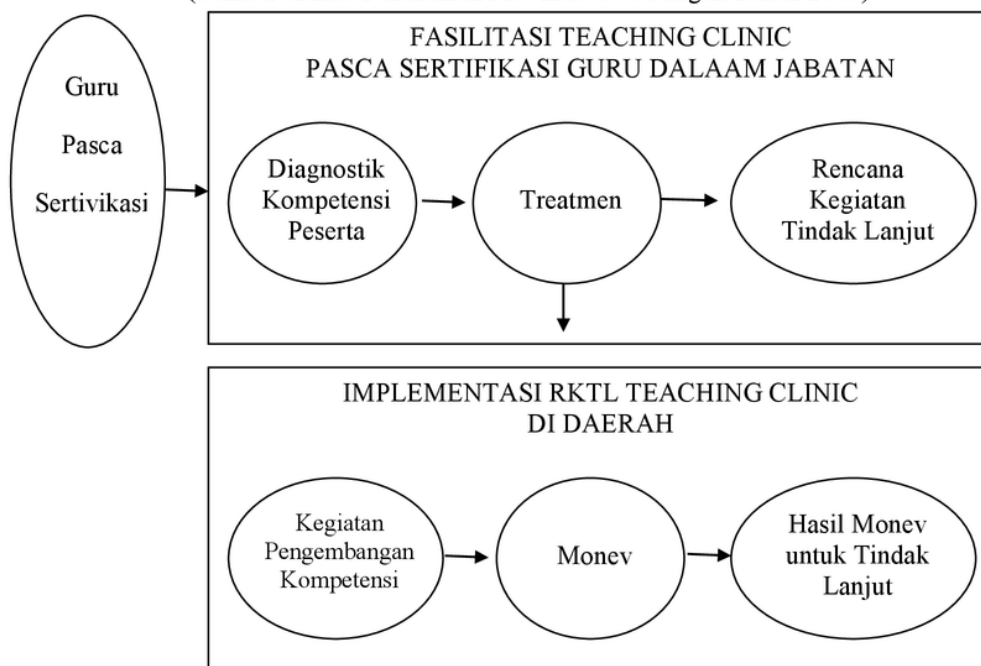 FASILITASI TEACHING CLINIC
PASCA SERTIFIKASI GURU DALAAM JABATAN
Guru
Pasca
Sertivikasi
Diagnostik
Kompetensi
Peserta
Treatmen
Rencana
Kegiatan
Tindak Lanjut
IMPLEMENTASI RKTL TEACHING CLINIC
DI DAERAH
Kegiatan
Pengembangan
Kompetensi
Monev
Hasil Monev
untuk Tindak
Lanjut